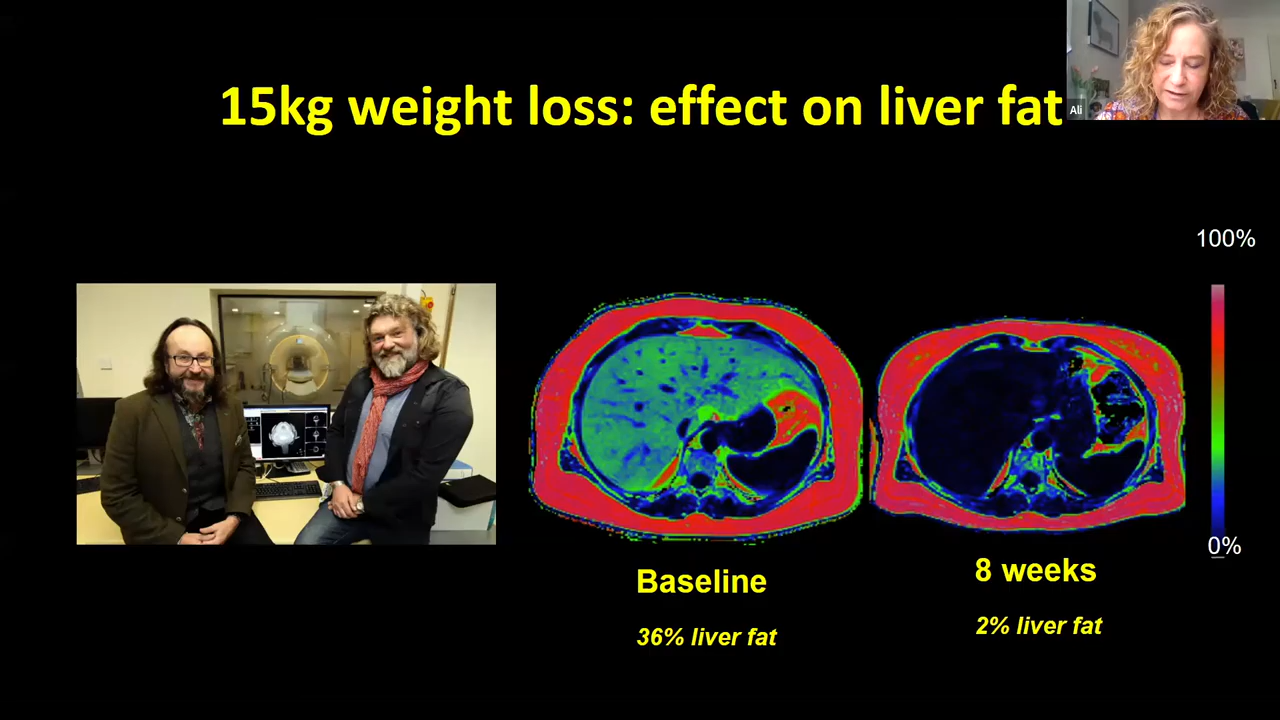 15kg weight loss: effect on liver fat
Ali
100%
0%
Baseline
8 weeks
36% liver fat
2% liver fat